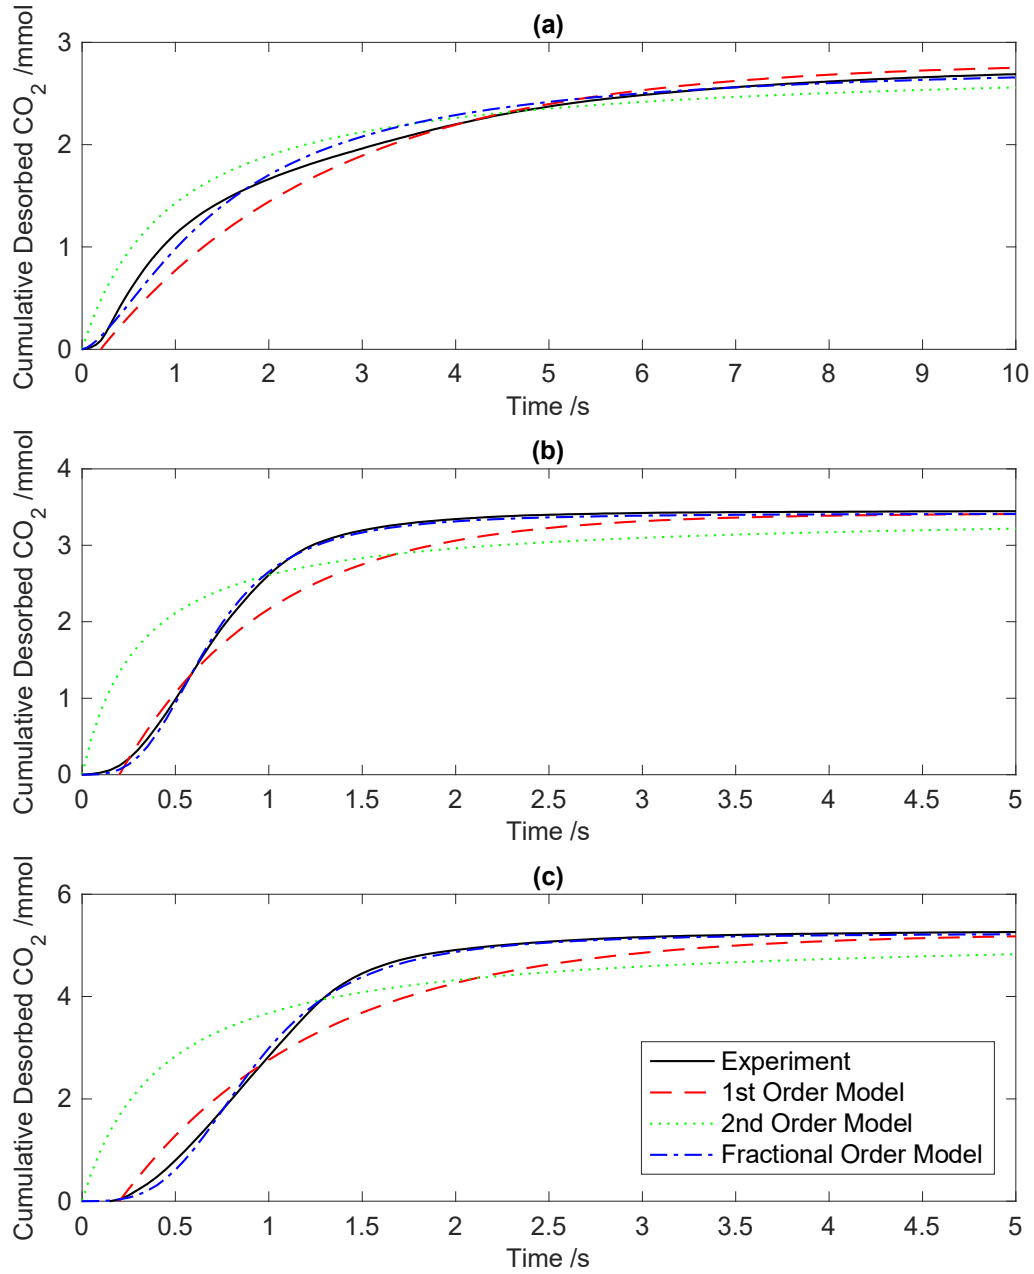 (a)
Cumulative Desorbed CO2 /mmol
3
2
1
0
0 1 2 3 4 5 6 7 8 9 10
Time /s
(b)
Cumulative Desorbed CO2 /mmol
4
3
2
1
0
0 0.5 1 1.5 2 2.5 3 3.5 4 4.5 5
Time /s
(c)
Cumulative Desorbed CO2 /mmol
6
4
2
0
Experiment
1st Order Model
2nd Order Model
Fractional Order Model
0 0.5 1 1.5 2 2.5 3 3.5 4 4.5 5
Time /s